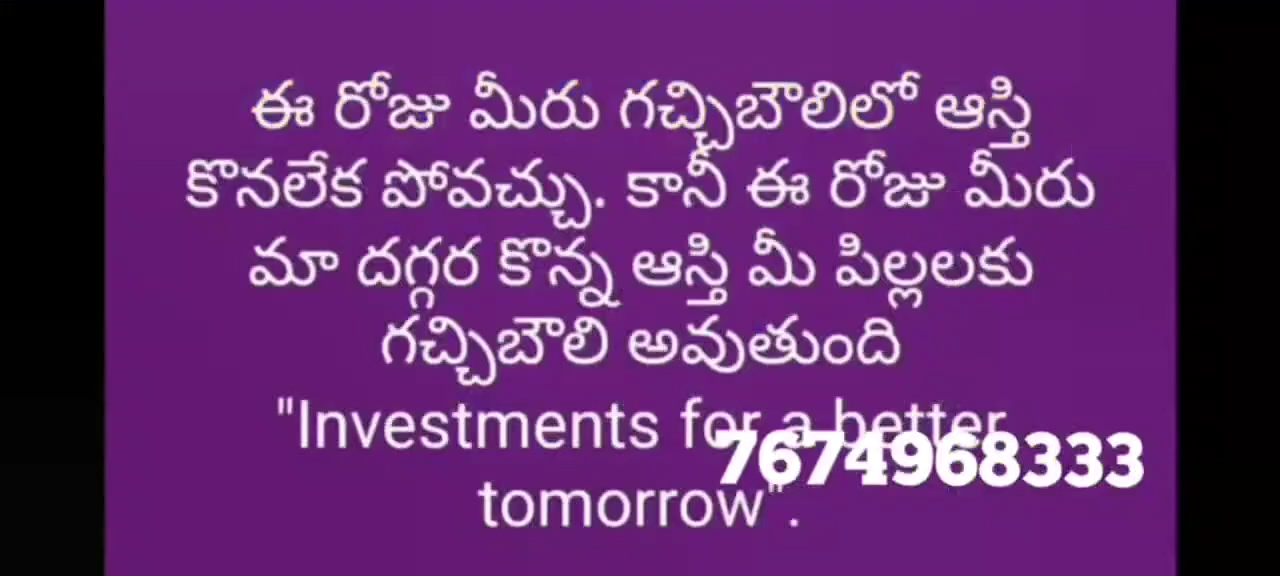 ఈ రోజు మీరు గచ్చిబౌలిలో ఆస్తి
కొనలేక పోవచ్చు. కానీ ఈ రోజు మీరు
మా దగ్గర కొన్న ఆస్తి మీ పిల్లలకు
గచ్చిబౌలి అవుతుంది
"Investments for a better
7674968333
tomorrow".